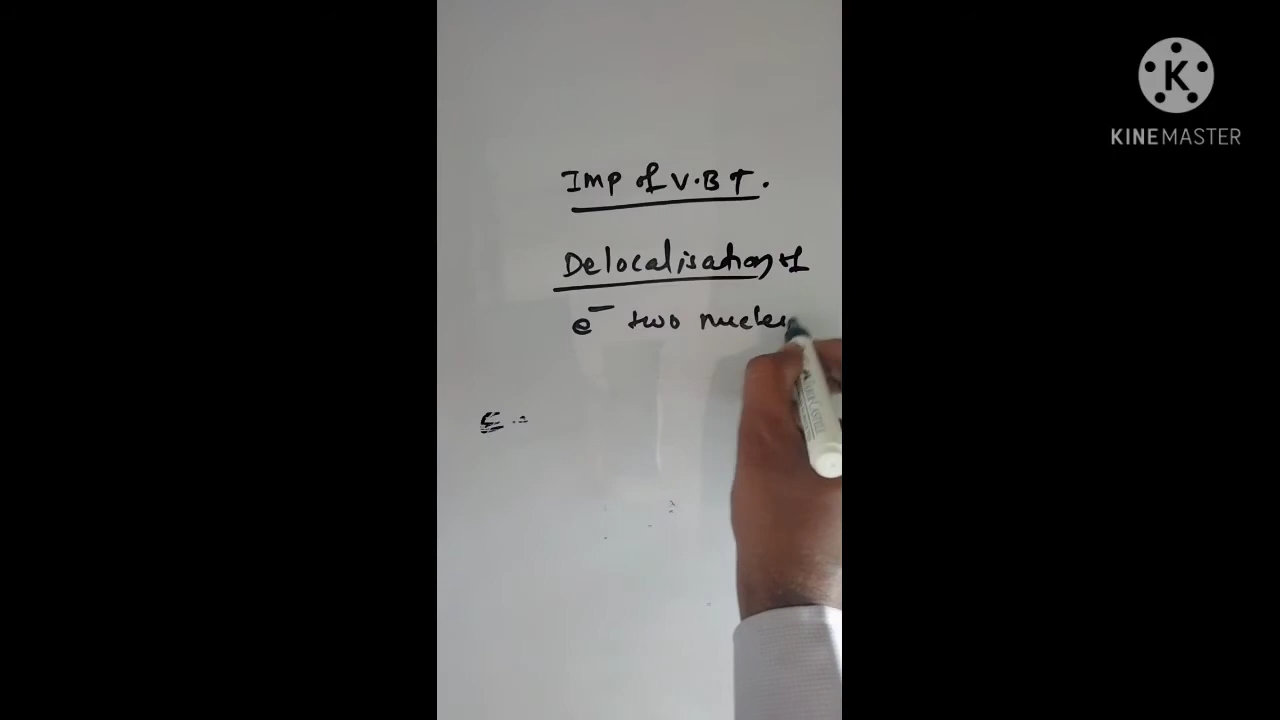 Imp of V.B T.
Delocalisation of
e⁻ two nucle
K
KINEMASTER